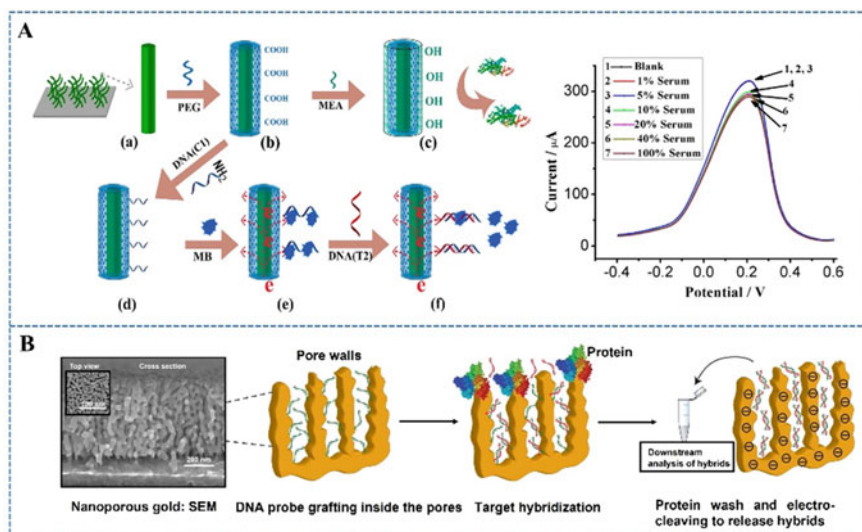 A
COOH
COOH
COOH
COOH
PEG
MEA
OH
OH
OH
OH
(a)
(b)
(c)
DNA(C1)
NH2
MB
DNA(T2)
e
e
(d)
(e)
(f)
Current / μA
300
200
100
0
1 Blank
2 1% Serum
3 5% Serum
4 10% Serum
5 20% Serum
6 40% Serum
7 100% Serum
1, 2, 3
4
5
6
7
-0.4 -0.2 0.0 0.2 0.4 0.6
Potential / V
B
Top view
Cross section
Pore walls
Protein
Downstream
analysis of hybrids
Nanoporous gold: SEM
DNA probe grafting inside the pores
Target hybridization
Protein wash and electro-
cleaving to release hybrids